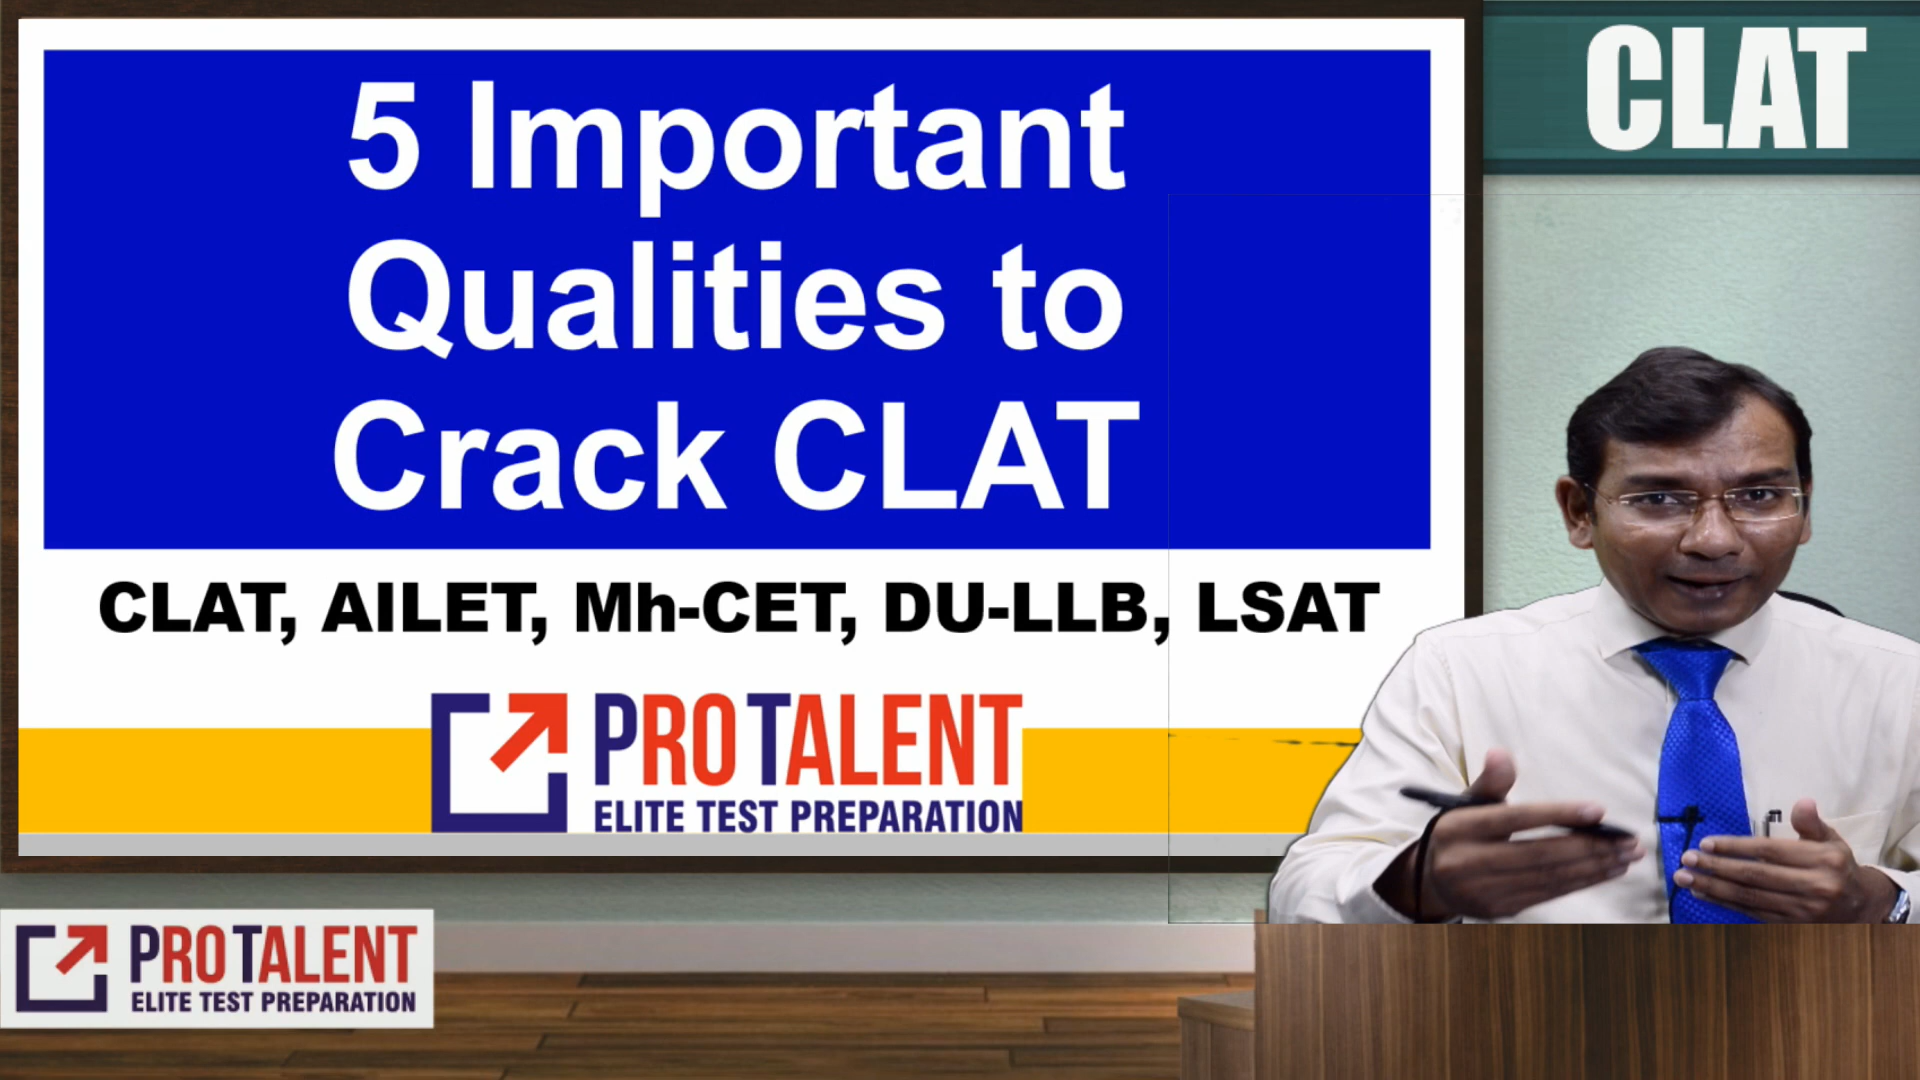 5 Important
Qualities to
Crack CLAT
CLAT, AILET, Mh-CET, DU-LLB, LSAT
PROTALENT
ELITE TEST PREPARATION
CLAT
PROTALENT
ELITE TEST PREPARATION